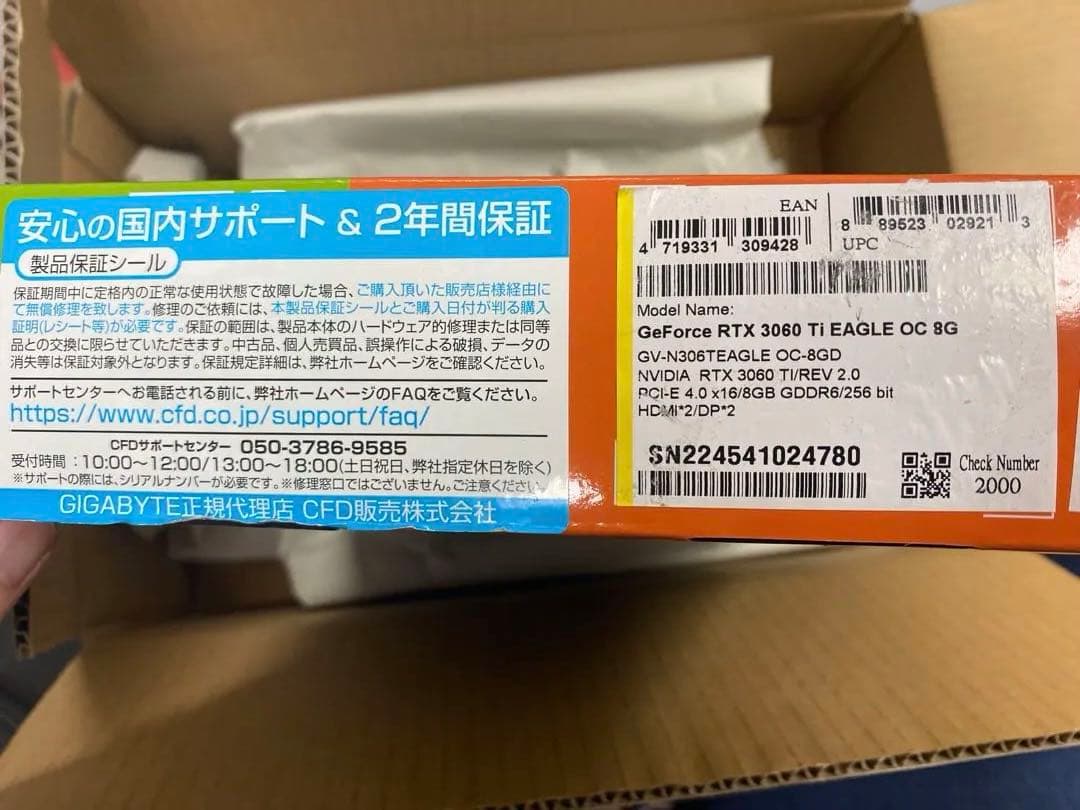 安心の国内サポート & 2年間保証
製品保証シール
保証期間中に定格内の正常な使用状態で故障した場合、ご購入頂いた販売店様経由に
て無償修理を致します。修理のご依頼には、本製品保証シールとご購入日付が判る購入
証明(レシート等)が必要です。保証の範囲は、製品本体のハードウェア的修理または同等
品との交換に限らせていただきます。中古品、個人売買品、誤操作による破損、データの
消失等は保証対象外となります。保証規定詳細は、弊社ホームページをご確認ください。
サポートセンターへお電話される前に、弊社ホームページのFAQをご覧ください。
https://www.cfd.co.jp/support/faq/
CFDサポートセンター 050-3786-9585
受付時間:10:00~12:00/13:00~18:00(土日祝日、弊社指定休日を除く)
※サポートの際には、シリアルナンバーが必要です。※修理窓口ではございません。ご注意ください。
GIGABYTE正規代理店 CFD販売株式会社
EAN
4 719331 309428
8 89523 02921 3
UPC
Model Name:
GeForce RTX 3060 Ti EAGLE OC 8G
GV-N306TEAGLE OC-8GD
NVIDIA RTX 3060 TI/REV 2.0
PCI-E 4.0 x16/8GB GDDR6/256 bit
HDMI*2/DP*2
SN224541024780
Check Number
2000